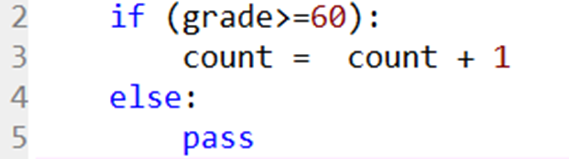 2 if (grade>=60):
3 count =  count + 1
4 else:
5 pass